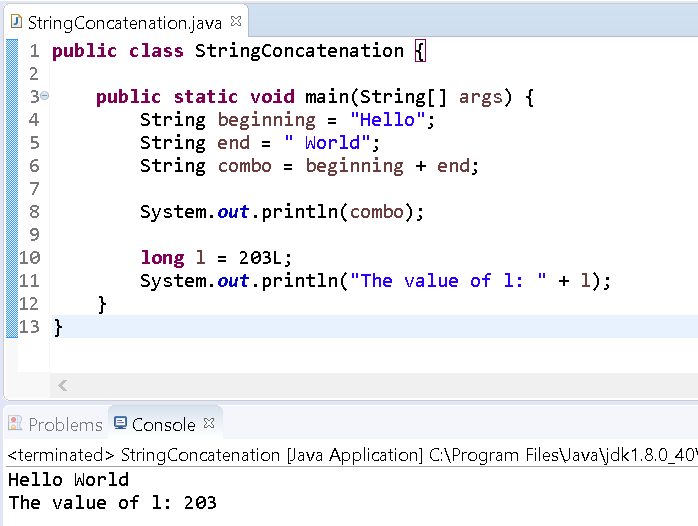 StringConcatenation.java
1 public class StringConcatenation {
2
3 public static void main(String[] args) {
4 String beginning = "Hello";
5 String end = " World";
6 String combo = beginning + end;
7
8 System.out.println(combo);
9
10 long l = 203L;
11 System.out.println("The value of l: " + l);
12 }
13 }
Problems Console
<terminated> StringConcatenation [Java Application] C:\Program Files\Java\jdk1.8.0_40\
Hello World
The value of l: 203